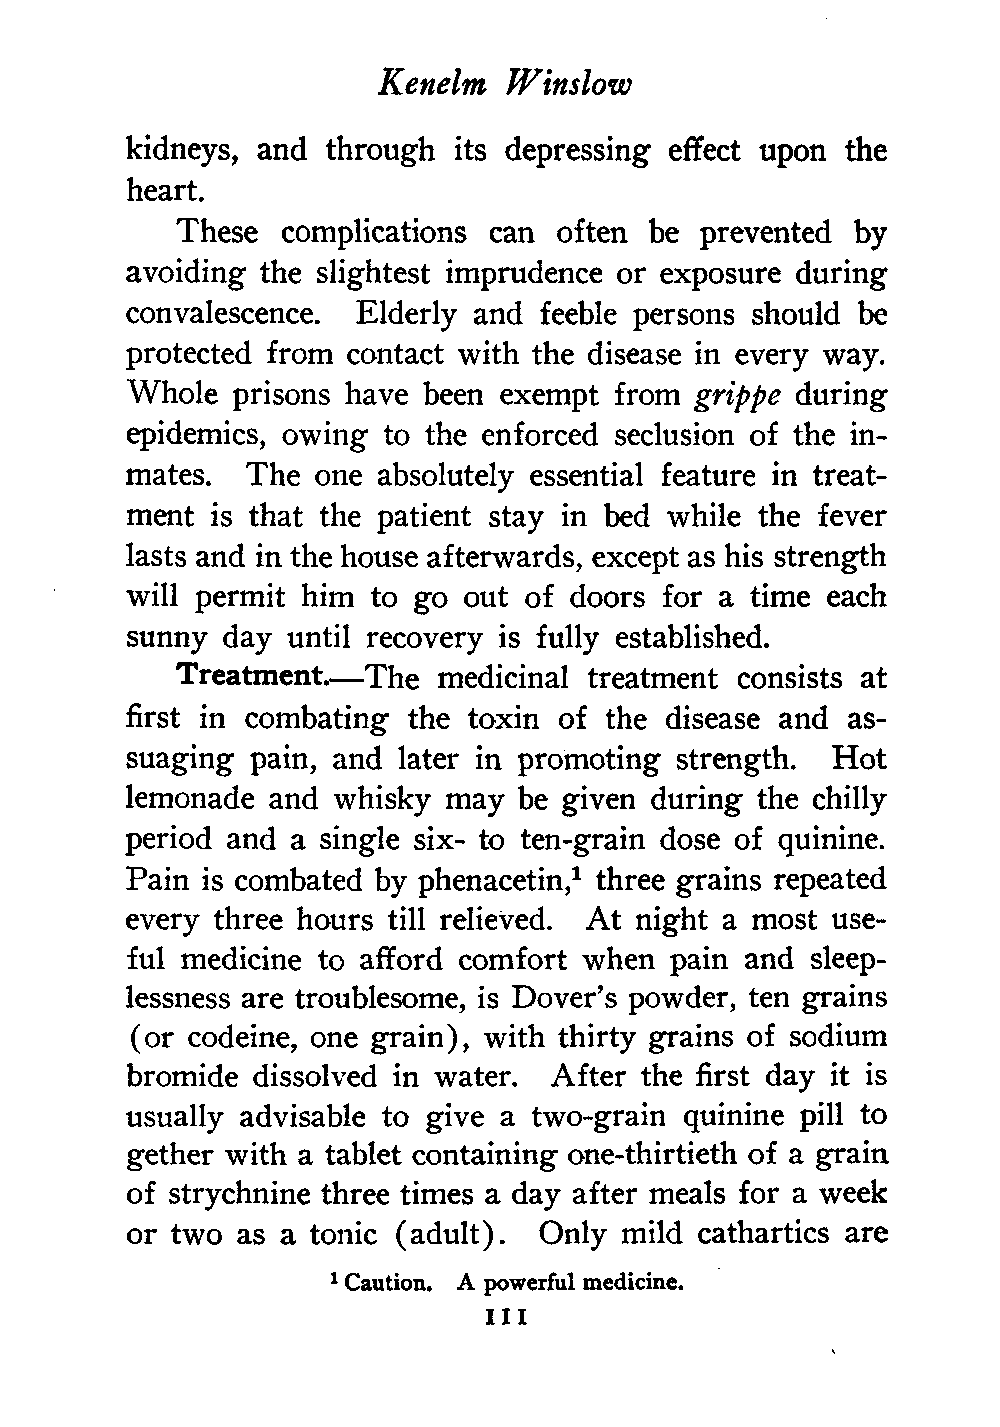 Kenelm Winslow
kidneys, and through its depressing effect upon the
heart.
These complications can often be prevented by
avoiding the slightest imprudence or exposure during
convalescence. Elderly and feeble persons should be
protected from contact with the disease in every way.
Whole prisons have been exempt from grippe during
epidemics, owing to the enforced seclusion of the in-
mates. The one absolutely essential feature in treat-
ment is that the patient stay in bed while the fever
lasts and in the house afterwards, except as his strength
will permit him to go out of doors for a time each
sunny day until recovery is fully established.
Treatment.—The medicinal treatment consists at
first in combating the toxin of the disease and as-
suaging pain, and later in promoting strength. Hot
lemonade and whisky may be given during the chilly
period and a single six- to ten-grain dose of quinine.
Pain is combated by phenacetin,¹ three grains repeated
every three hours till relieved. At night a most use-
ful medicine to afford comfort when pain and sleep-
lessness are troublesome, is Dover's powder, ten grains
(or codeine, one grain), with thirty grains of sodium
bromide dissolved in water. After the first day it is
usually advisable to give a two-grain quinine pill to
gether with a tablet containing one-thirtieth of a grain
of strychnine three times a day after meals for a week
or two as a tonic (adult). Only mild cathartics are
¹ Caution. A powerful medicine.
III